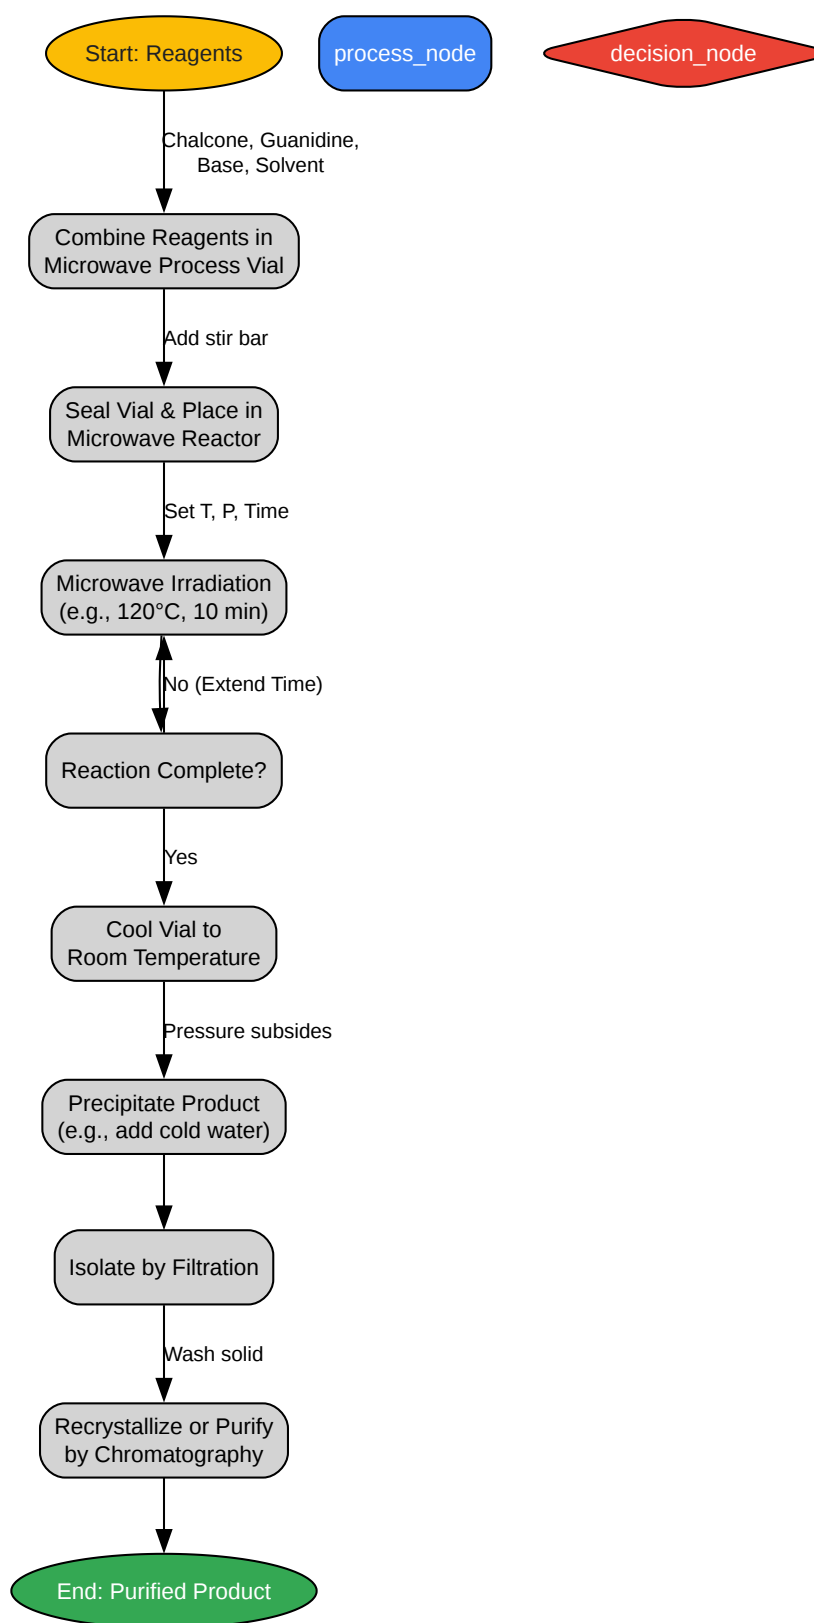 Start: Reagents
process_node
decision_node
Chalcone, Guanidine,
Base, Solvent
Combine Reagents in
Microwave Process Vial
Add stir bar
Seal Vial & Place in
Microwave Reactor
Set T, P, Time
Microwave Irradiation
(e.g., 120°C, 10 min)
No (Extend Time)
Reaction Complete?
Yes
Cool Vial to
Room Temperature
Pressure subsides
Precipitate Product
(e.g., add cold water)
Isolate by Filtration
Wash solid
Recrystallize or Purify
by Chromatography
End: Purified Product